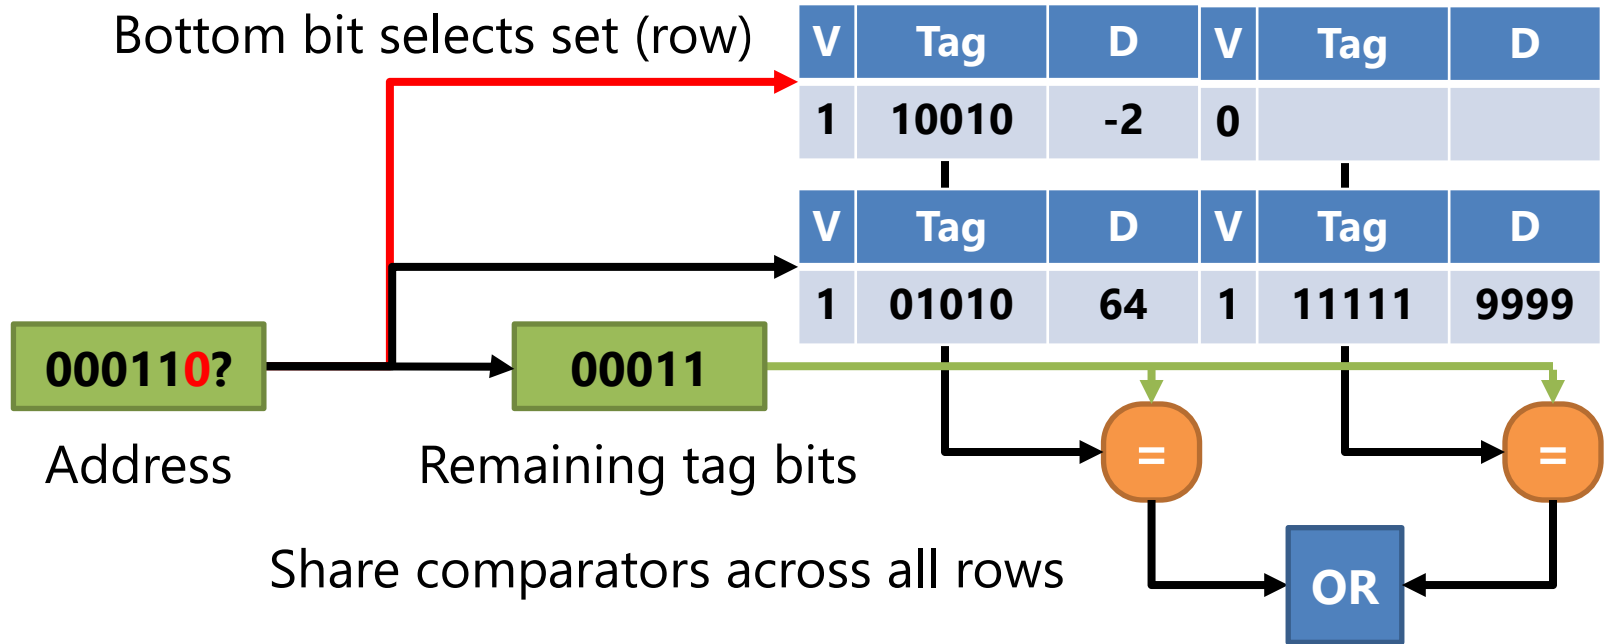 Bottom bit selects set (row)
V Tag D V Tag D
1 10010 -2 0
V Tag D V Tag D
1 01010 64 1 11111 9999
000110? 00011
Address Remaining tag bits
= =
Share comparators across all rows
OR